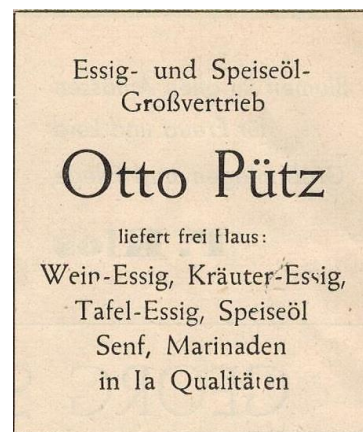 Essig- und Speiseöl-
Großvertrieb
Otto Pütz
liefert frei Haus:
Wein-Essig, Kräuter-Essig,
Tafel-Essig, Speiseöl
Senf, Marinaden
in Ia Qualitäten